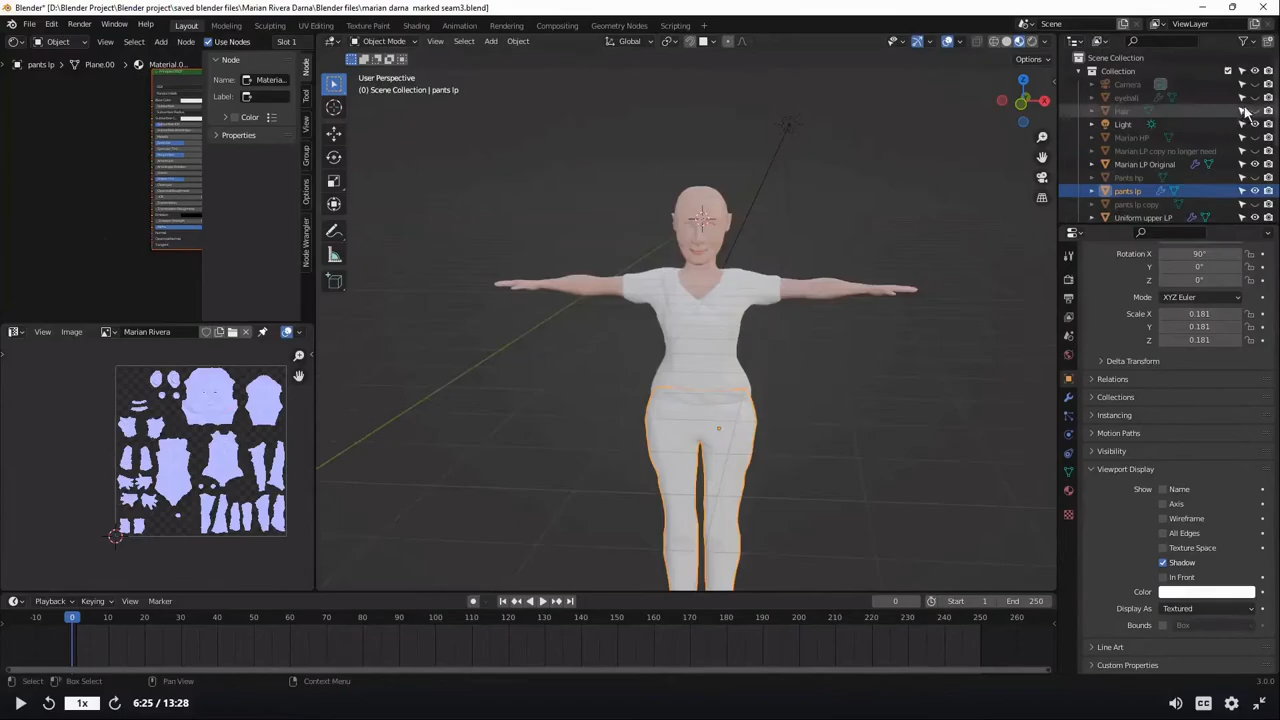 Blender* [D:\Blender Project\Blender project\saved blender files\Marian Rivera Darna\Blender files\marian darna  marked seam3.blend]
File Edit Render Window Help Layout Modeling Sculpting UV Editing Texture Paint Shading Animation Rendering Compositing Geometry Nodes Scripting + Scene ViewLayer
Object View Select Add Node Use Nodes Slot 1
Object Mode View Select Add Object Global
pants lp > Plane.00 > Material.0...
Options
Node
Name: Materia...
Label:
Color
Properties
Node
Tool
View
Group
Options
Node Wrangler
User Perspective
(0) Scene Collection | pants lp
X
Scene Collection
Collection
Camera
eyeball
Hair
Light
Marian HP
Marian LP copy no longer need
Marian LP Original
Pants hp
pants lp
pants lp copy
Uniform upper LP
Rotation X 90°
Y 0°
Z 0°
Mode XYZ Euler
Scale X 0.181
Y 0.181
Z 0.181
Delta Transform
Relations
Collections
Instancing
Motion Paths
Visibility
Viewport Display
Show Name
Axis
Wireframe
All Edges
Texture Space
Shadow
In Front
Color
Display As Textured
Bounds Box
Line Art
Custom Properties
View Image Marian Rivera
Playback Keying View Marker 0 Start 1 End 250
-10 0 10 20 30 40 50 60 70 80 90 100 110 120 130 140 150 160 170 180 190 200 210 220 230 240 250 260
Select Box Select Pan View Context Menu 3.0.0
1x 6:25 / 13:28 CC